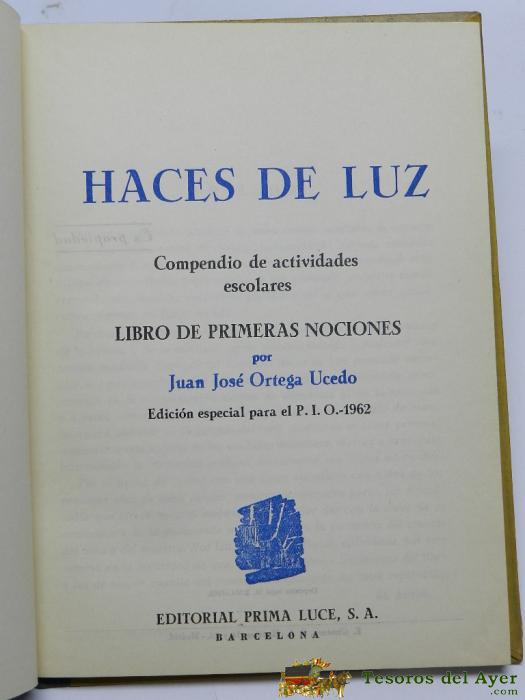 HACES DE LUZ
Compendio de actividades
escolares
LIBRO DE PRIMERAS NOCIONES
por
Juan José Ortega Ucedo
Edición especial para el P. I. O.-1962
EDITORIAL PRIMA LUCE, S. A.
BARCELONA
Tesoros del Ayer
.com